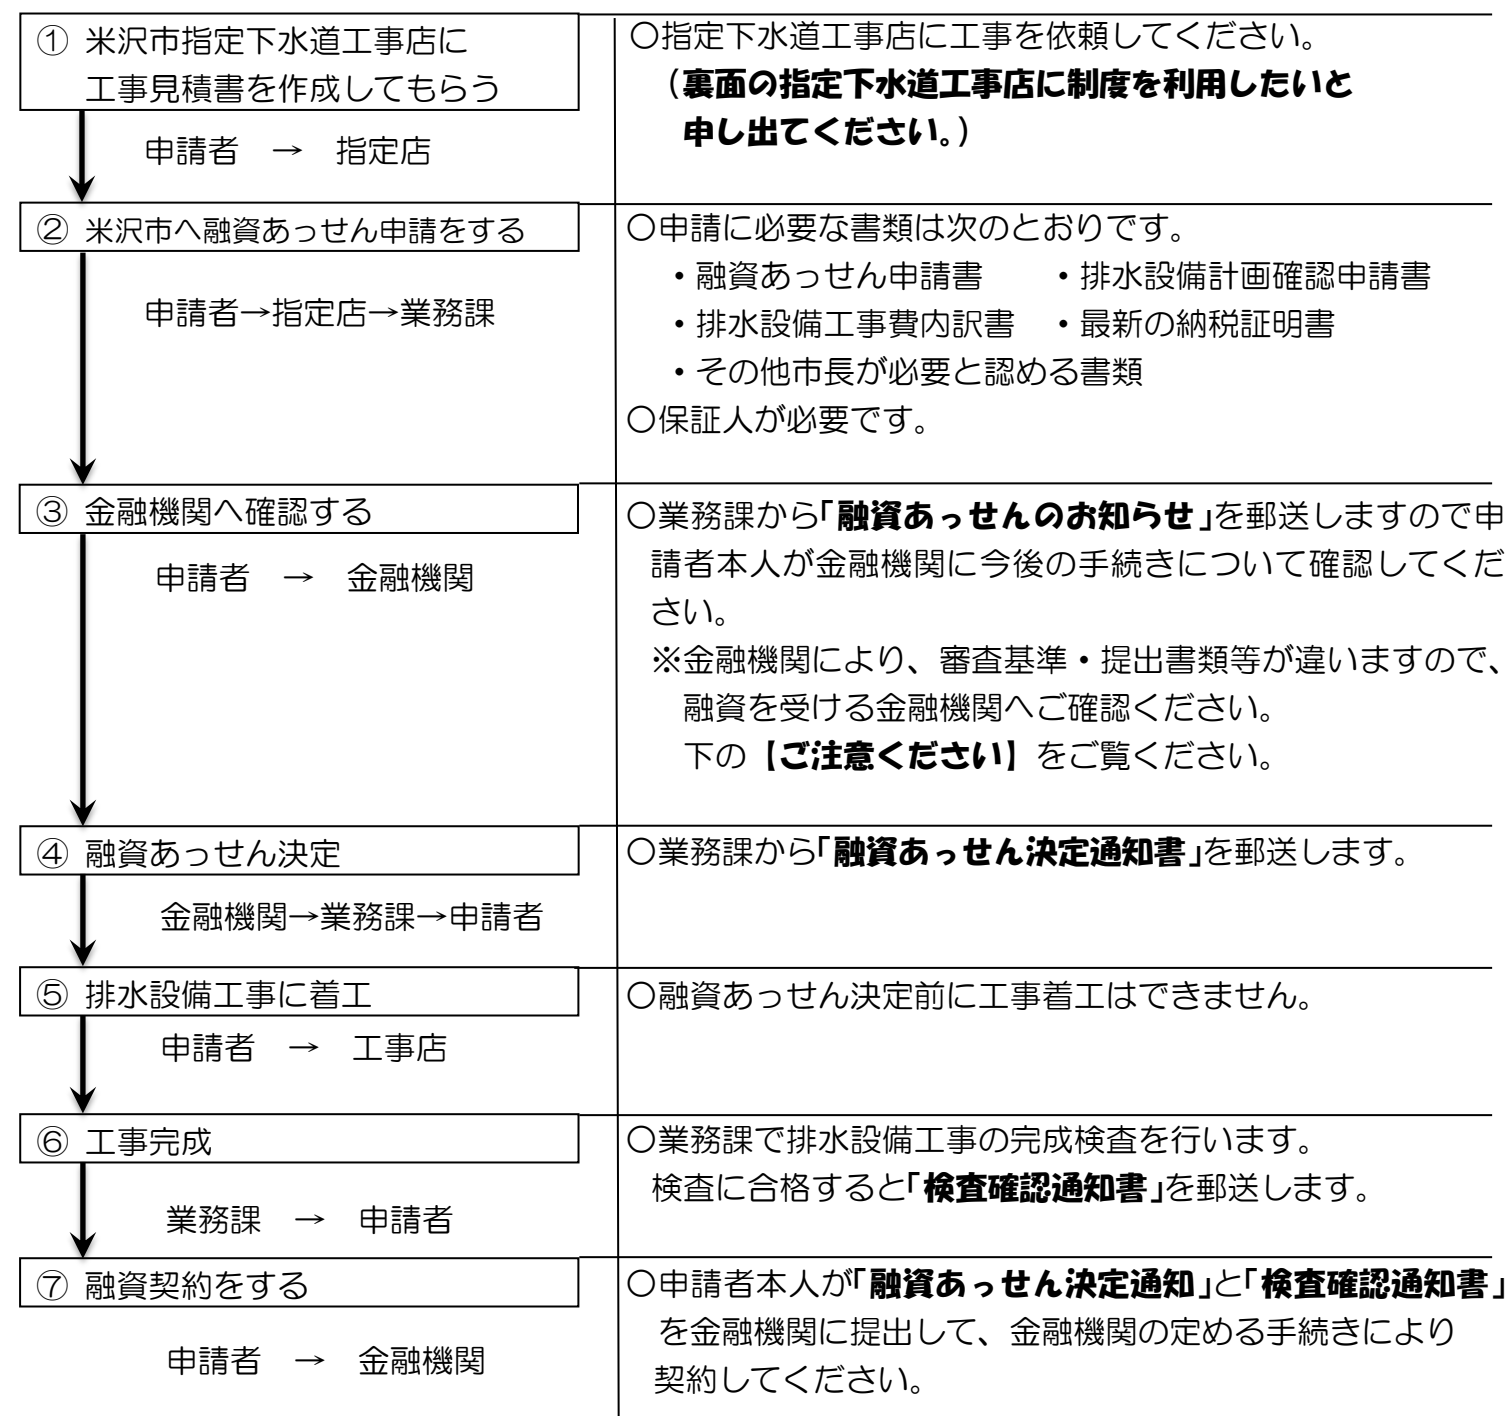 ① 米沢市指定下水道工事店に
工事見積書を作成してもらう
申請者　→　指定店
〇指定下水道工事店に工事を依頼してください。
（裏面の指定下水道工事店に制度を利用したいと
申し出てください。）
② 米沢市へ融資あっせん申請をする
申請者→指定店→業務課
〇申請に必要な書類は次のとおりです。
・融資あっせん申請書　　・排水設備計画確認申請書
・排水設備工事費内訳書　・最新の納税証明書
・その他市長が必要と認める書類
〇保証人が必要です。
③ 金融機関へ確認する
申請者　→　金融機関
〇業務課から「融資あっせんのお知らせ」を郵送しますので申
請者本人が金融機関に今後の手続きについて確認してくだ
さい。
※金融機関により、審査基準・提出書類等が違いますので、
融資を受ける金融機関へご確認ください。
下の【ご注意ください】をご覧ください。
④ 融資あっせん決定
金融機関→業務課→申請者
〇業務課から「融資あっせん決定通知書」を郵送します。
⑤ 排水設備工事に着工
申請者　→　工事店
〇融資あっせん決定前に工事着工はできません。
⑥ 工事完成
業務課　→　申請者
〇業務課で排水設備工事の完成検査を行います。
検査に合格すると「検査確認通知書」を郵送します。
⑦ 融資契約をする
申請者　→　金融機関
〇申請者本人が「融資あっせん決定通知」と「検査確認通知書」
を金融機関に提出して、金融機関の定める手続きにより
契約してください。